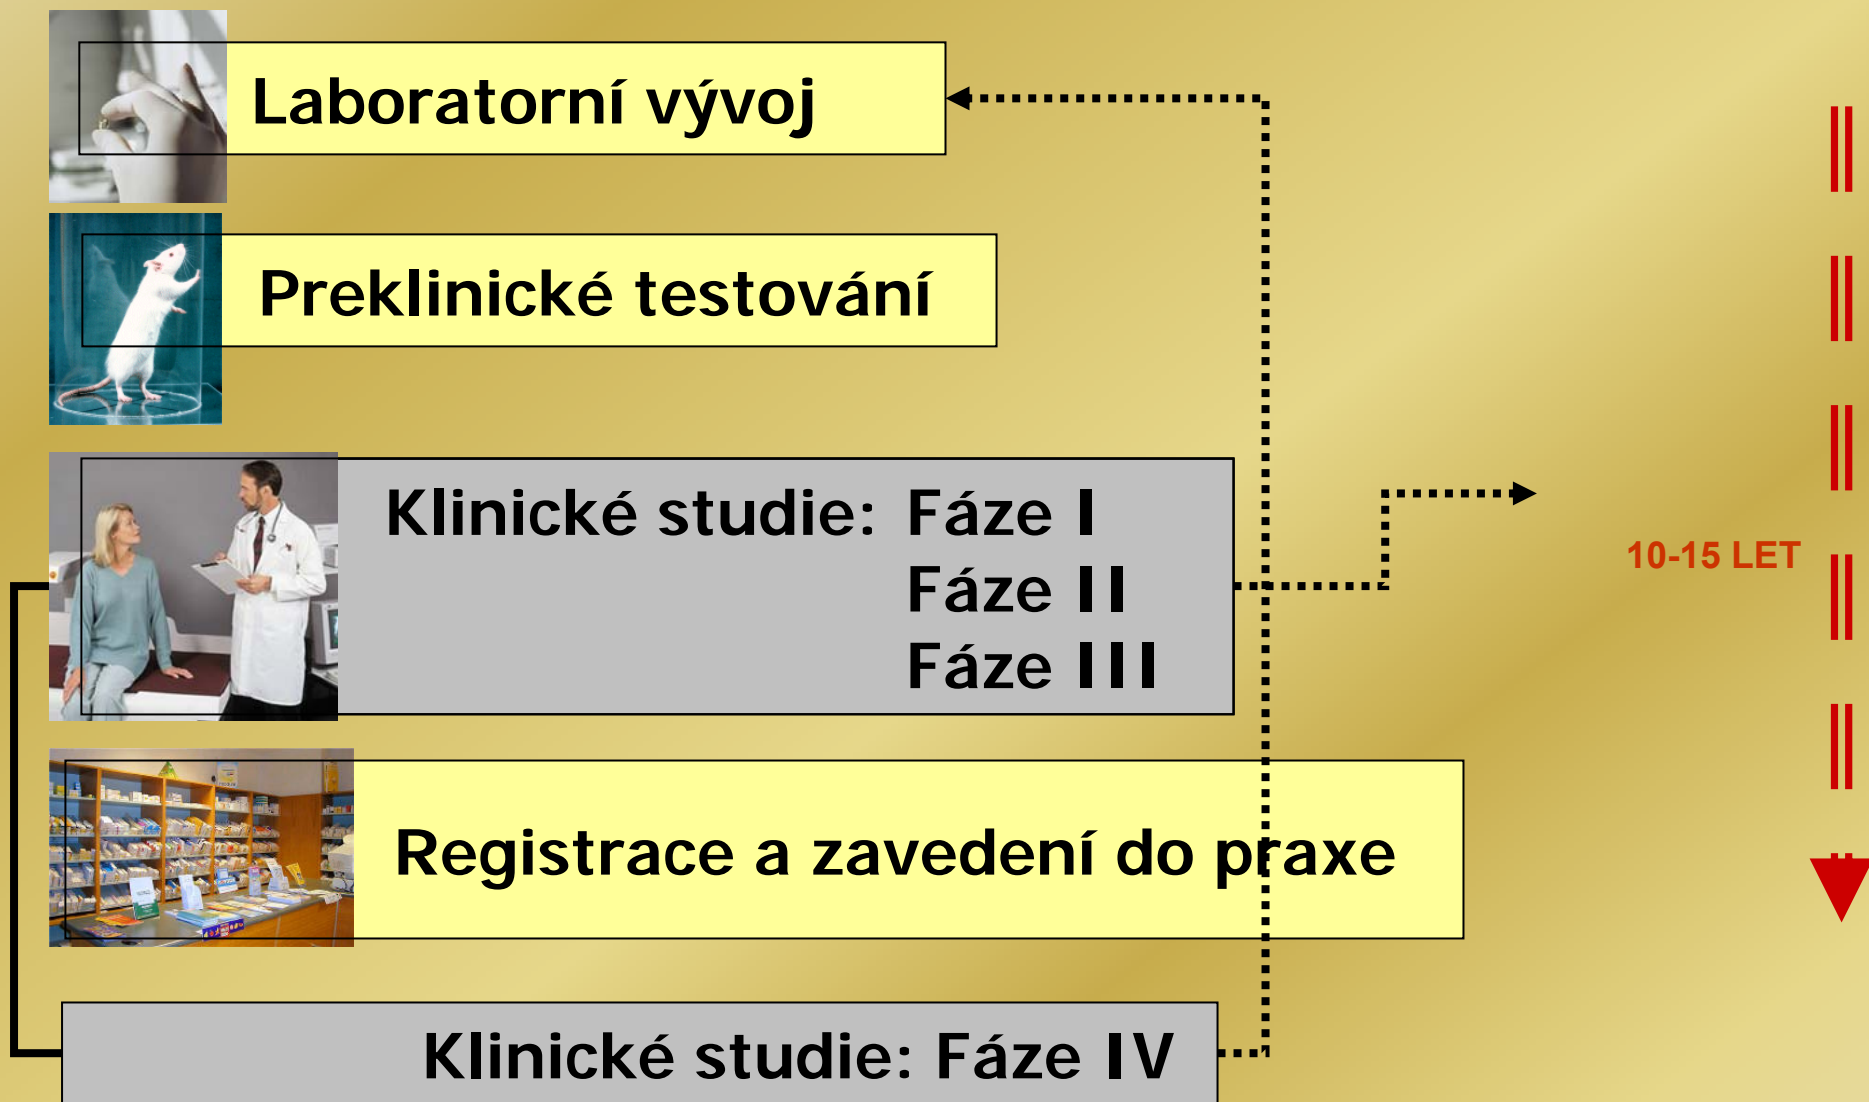 Laboratorní vývoj
Preklinické testování
Klinické studie: Fáze I
Fáze II
Fáze III
10-15 LET
Registrace a zavedení do praxe
Klinické studie: Fáze IV